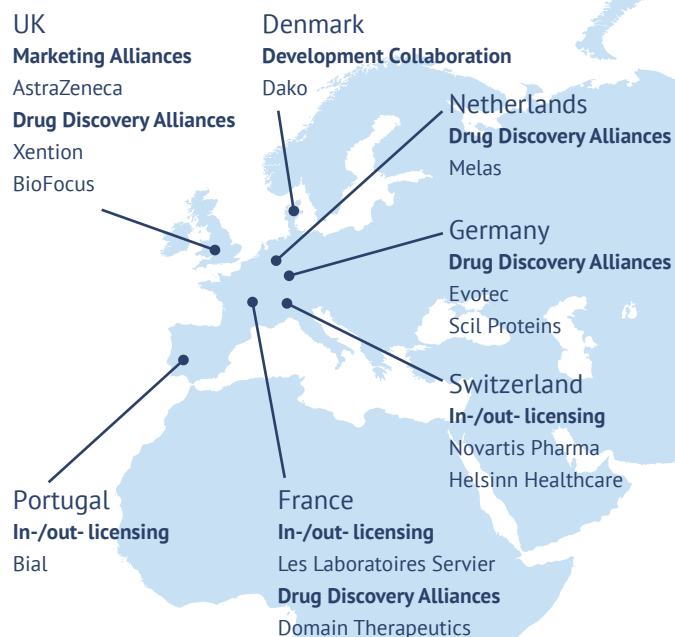 UK
Marketing Alliances
AstraZeneca
Drug Discovery Alliances
Xention
BioFocus
Denmark
Development Collaboration
Dako
Netherlands
Drug Discovery Alliances
Melas
Germany
Drug Discovery Alliances
Evotec
Scil Proteins
Switzerland
In-/out- licensing
Novartis Pharma
Helsinn Healthcare
Portugal
In-/out- licensing
Bial
France
In-/out- licensing
Les Laboratoires Servier
Drug Discovery Alliances
Domain Therapeutics